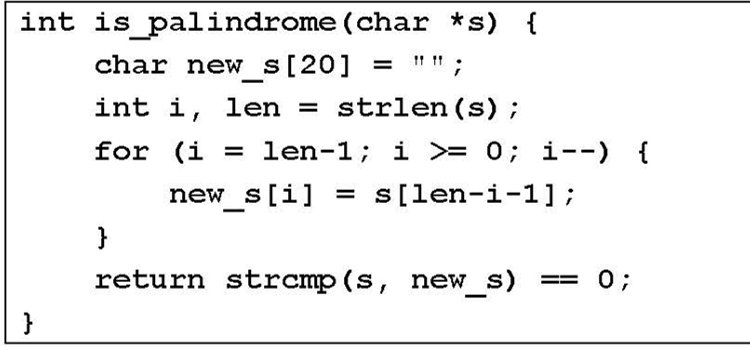 int is_palindrome(char *s) {
    char new_s[20] = "";
    int i, len = strlen(s);
    for (i = len-1; i >= 0; i--) {
        new_s[i] = s[len-i-1];
    }
    return strcmp(s, new_s) == 0;
}